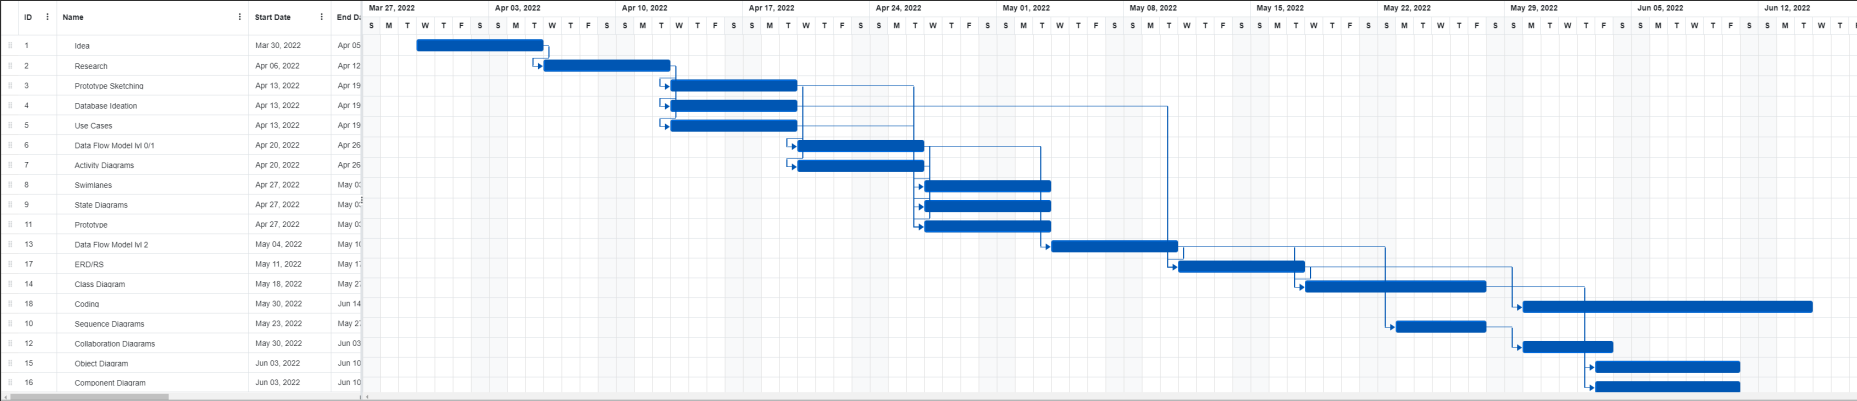 Mar 27, 2022 Apr 03, 2022 Apr 10, 2022 Apr 17, 2022 Apr 24, 2022 May 01, 2022 May 08, 2022 May 15, 2022 May 22, 2022 May 29, 2022 Jun 05, 2022 Jun 12, 2022
ID Name Start Date End Da
S M T W T F S S M T W T F S S M T W T F S S M T W T F S S M T W T F S S M T W T F S S M T W T F S S M T W T F S S M T W T F S S M T W T F S S M T W T F S S M T W T F
1 Idea Mar 30, 2022 Apr 05
2 Research Apr 06, 2022 Apr 12
3 Prototype Sketching Apr 13, 2022 Apr 19
4 Database Ideation Apr 13, 2022 Apr 19
5 Use Cases Apr 13, 2022 Apr 19
6 Data Flow Model lvl 0/1 Apr 20, 2022 Apr 26
7 Activity Diagrams Apr 20, 2022 Apr 26
8 Swimlanes Apr 27, 2022 May 03
9 State Diagrams Apr 27, 2022 May 03
11 Prototype Apr 27, 2022 May 03
13 Data Flow Model lvl 2 May 04, 2022 May 10
17 ERD/RS May 11, 2022 May 17
14 Class Diagram May 18, 2022 May 27
18 Coding May 30, 2022 Jun 14
10 Sequence Diagrams May 23, 2022 May 27
12 Collaboration Diagrams May 30, 2022 Jun 03
15 Object Diagram Jun 03, 2022 Jun 10
16 Component Diagram Jun 03, 2022 Jun 10